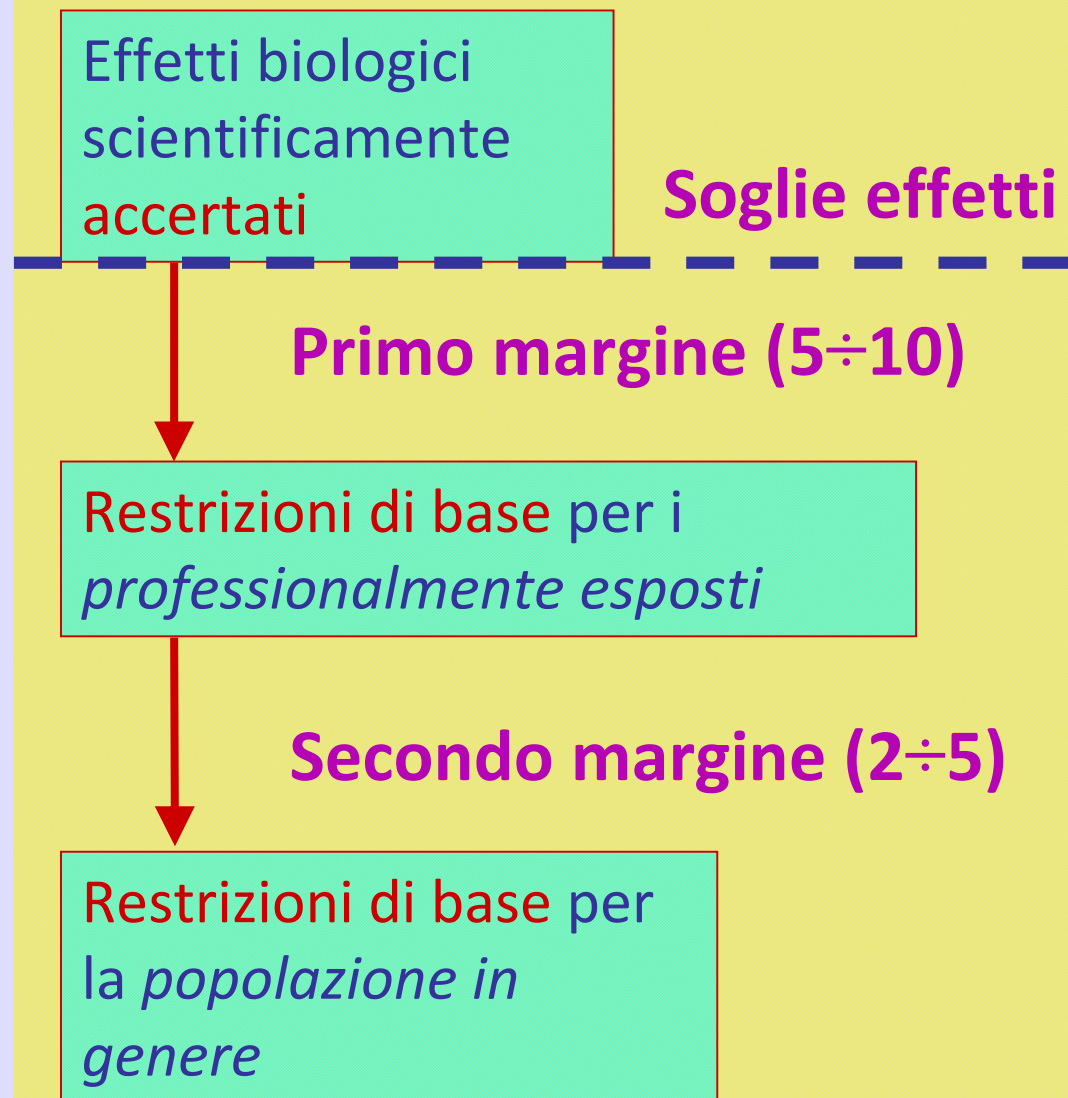 Effetti biologici
scientificamente
accertati
Soglie effetti
Primo margine (5÷10)
Restrizioni di base per i
professionalmente esposti
Secondo margine (2÷5)
Restrizioni di base per
la popolazione in
genere